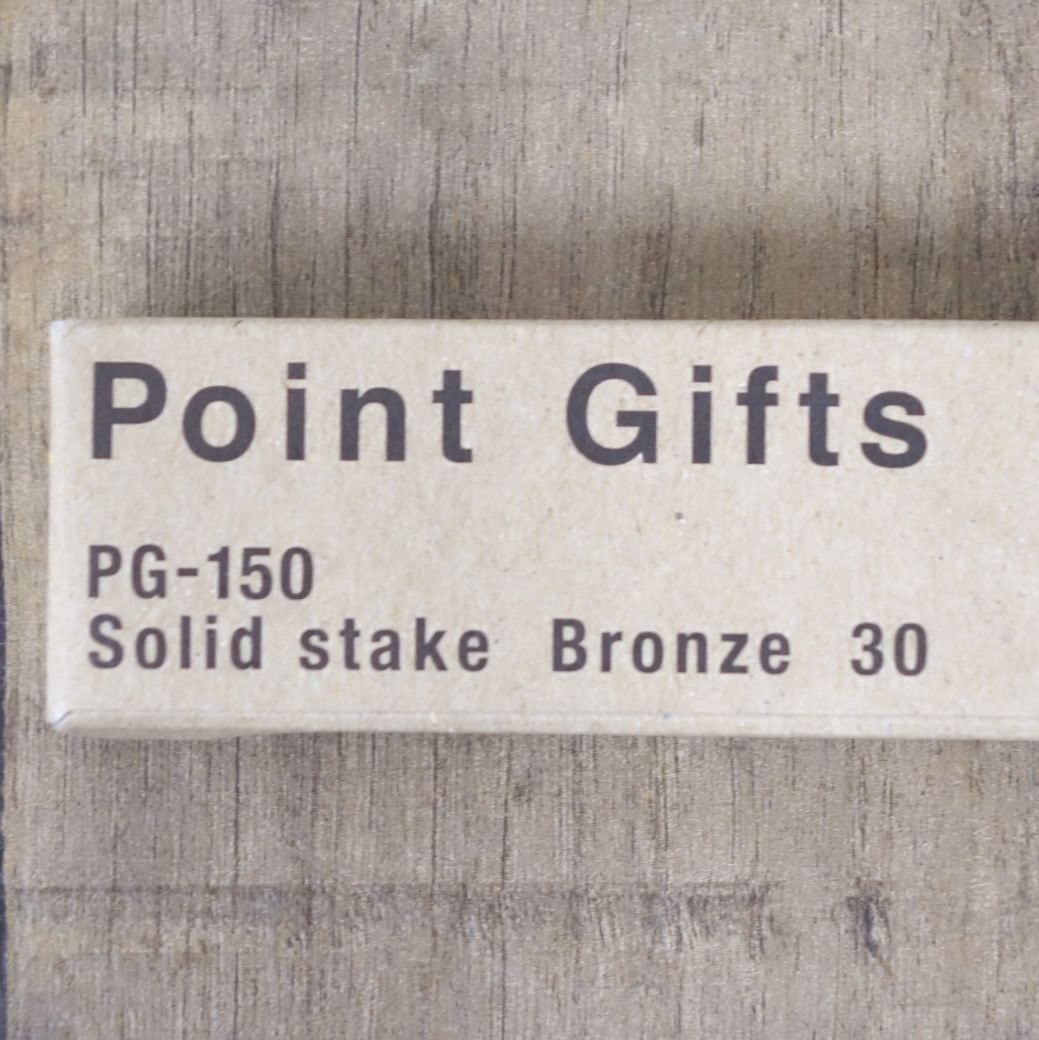 Point Gifts
PG-150
Solid stake Bronze 30